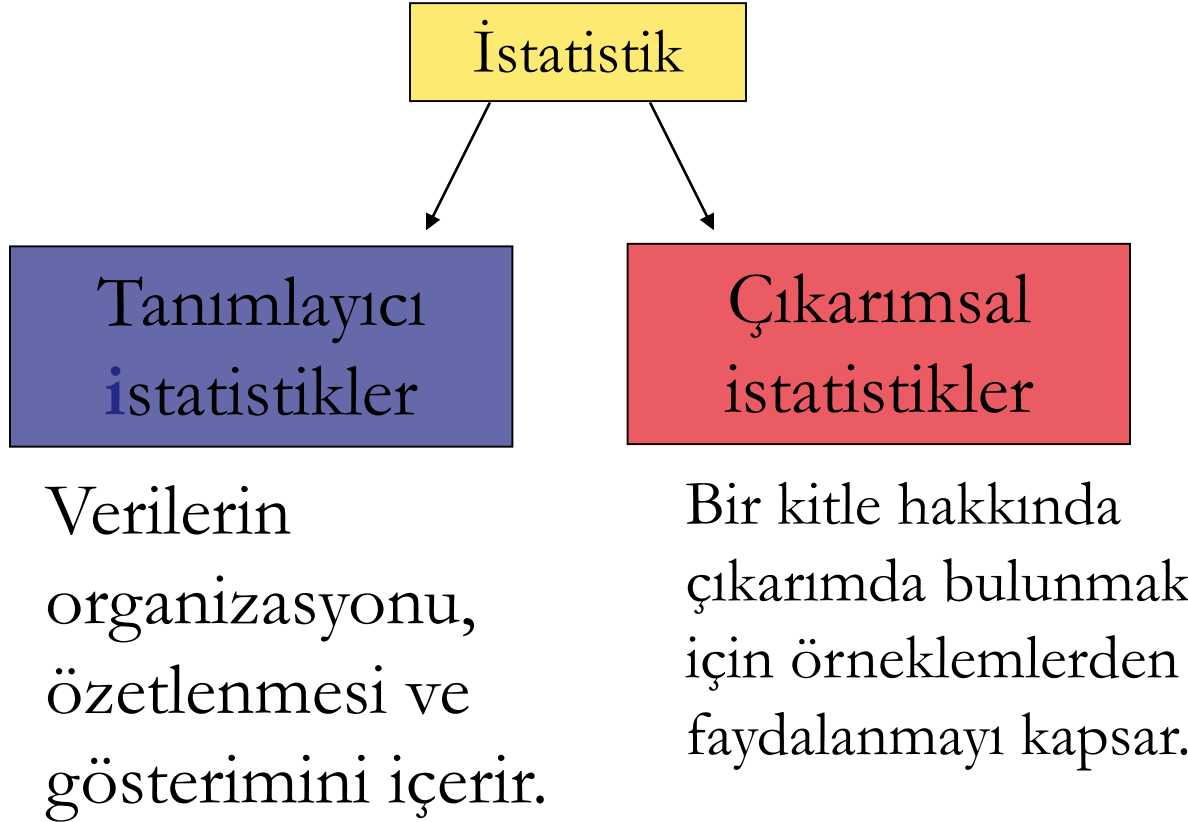 İstatistik
Tanımlayıcı
istatistikler
Verilerin
organizasyonu,
özetlenmesi ve
gösterimini içerir.
Çıkarımsal
istatistikler
Bir kitle hakkında
çıkarımda bulunmak
için örneklemlerden
faydalanmayı kapsar.